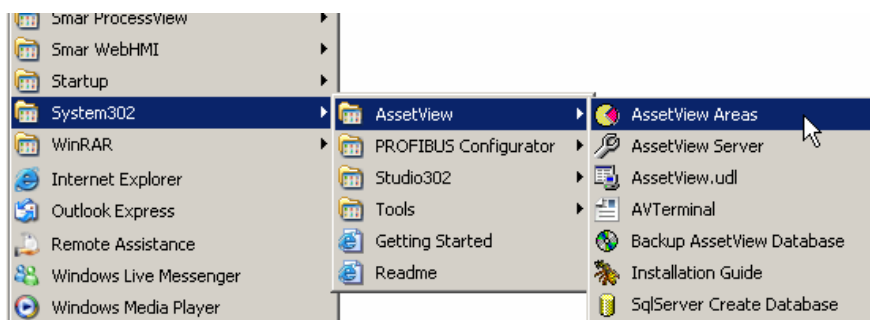 Smar ProcessView
Smar WebHMI
Startup
System302
WinRAR
Internet Explorer
Outlook Express
Remote Assistance
Windows Live Messenger
Windows Media Player
AssetView
PROFIBUS Configurator
Studio302
Tools
Getting Started
Readme
AssetView Areas
AssetView Server
AssetView.udl
AVTerminal
Backup AssetView Database
Installation Guide
SqlServer Create Database